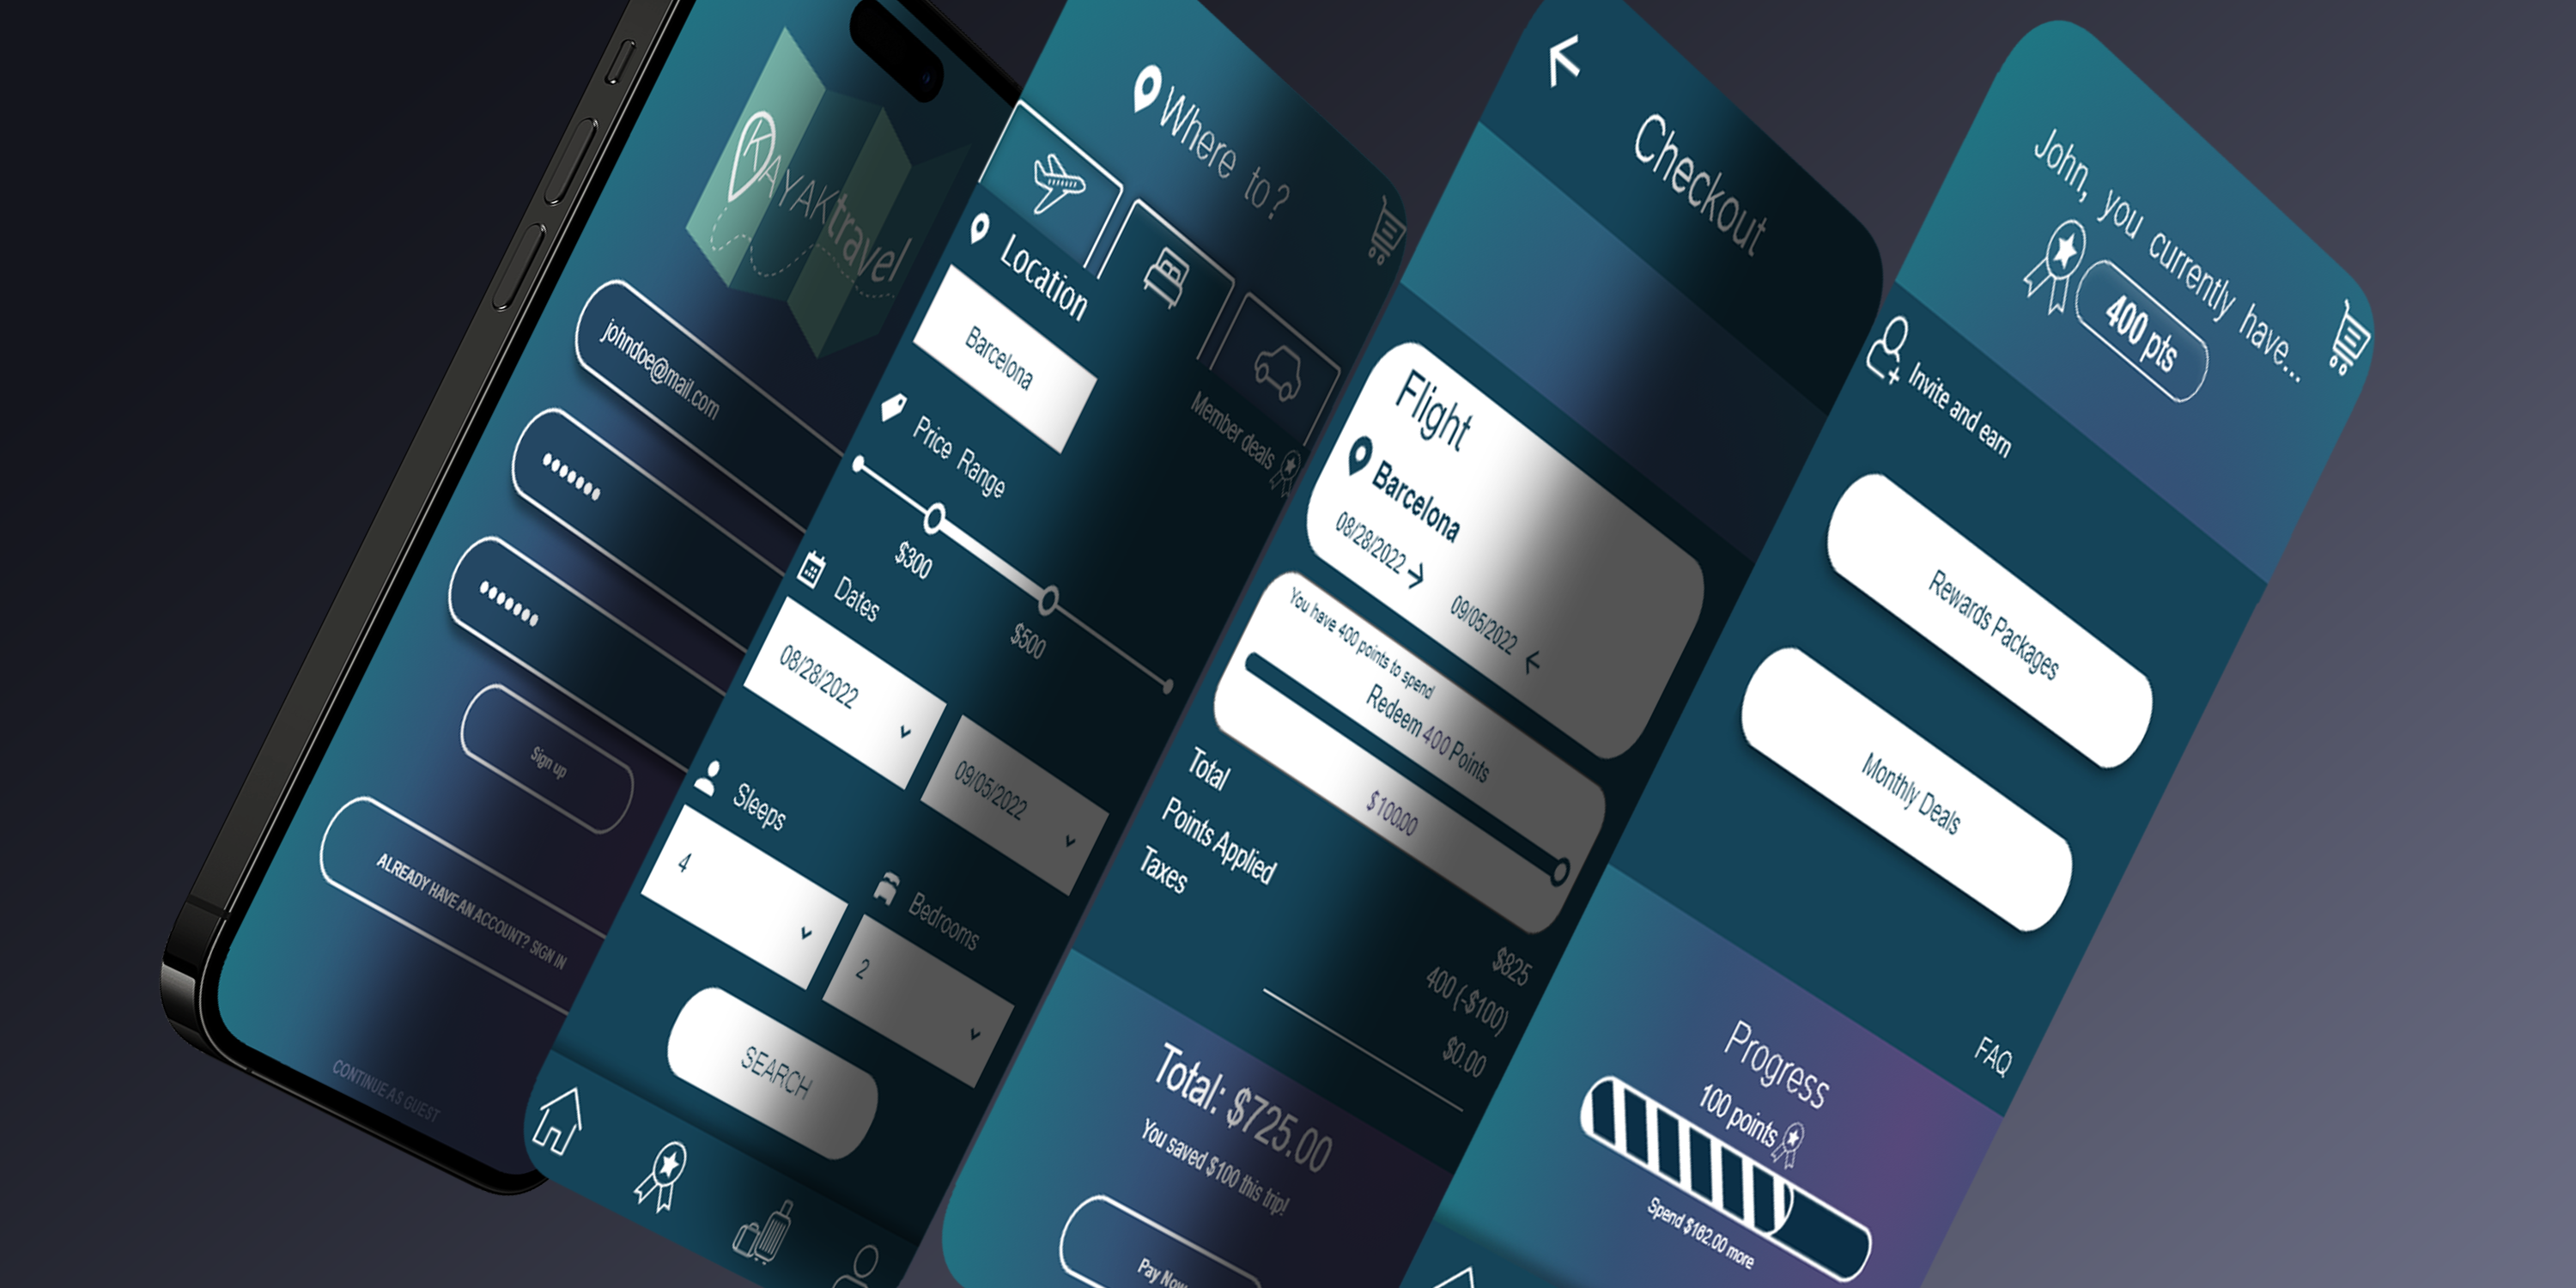 KAYAKtravel
johndoe@mail.com
Sign up
ALREADY HAVE AN ACCOUNT? SIGN IN
CONTINUE AS GUEST
Where to?
Location
Member deals
Barcelona
Price Range
$300
$500
Dates
08/28/2022
09/05/2022
Sleeps
Bedrooms
4
2
SEARCH
Checkout
Flight
Barcelona
08/28/2022 →
09/05/2022 ←
You have 400 points to spend
Redeem 400 Points
$100.00
Total $825
Points Applied 400 (-$100)
Taxes $0.00
Total: $725.00
You saved $100 this trip!
Pay Now
John, you currently have...
400 pts
Invite and earn
Rewards Packages
Monthly Deals
FAQ
Progress
100 points
Spend $162.00 more